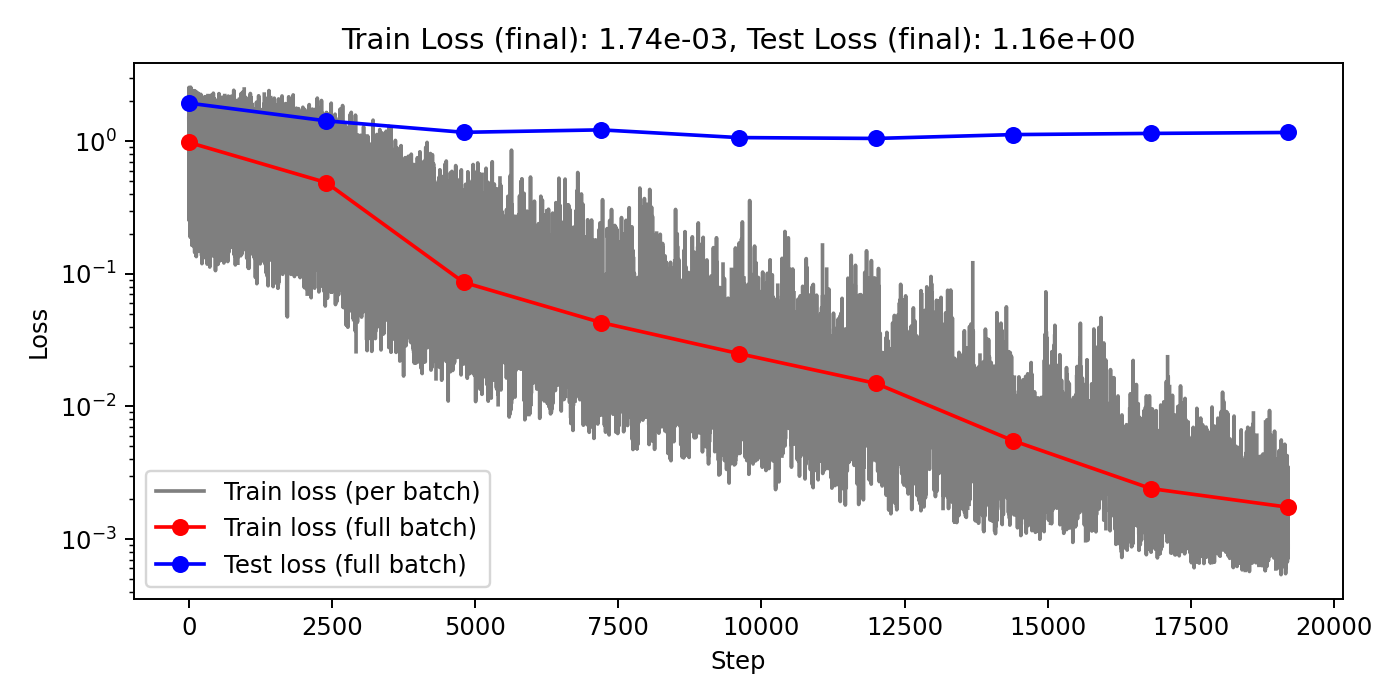 Train Loss (final): 1.74e-03, Test Loss (final): 1.16e+00
Loss
10⁰
10⁻¹
10⁻²
10⁻³
Train loss (per batch)
Train loss (full batch)
Test loss (full batch)
0 2500 5000 7500 10000 12500 15000 17500 20000
Step